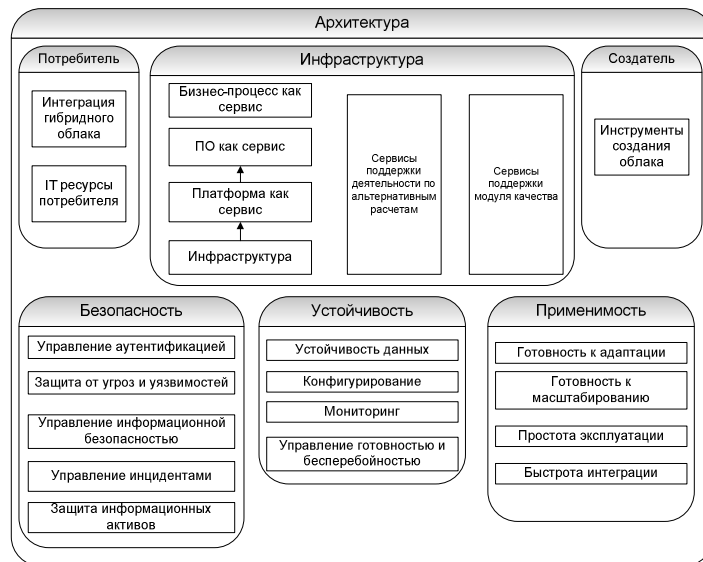 Архитектура
Потребитель
Интеграция
гибридного
облака
IT ресурсы
потребителя
Инфраструктура
Бизнес-процесс как
сервис
ПО как сервис
Платформа как
сервис
Инфраструктура
Сервисы
поддержки
деятельности по
альтернативным
расчетам
Сервисы
поддержки
модуля качества
Создатель
Инструменты
создания
облака
Безопасность
Управление аутентификацией
Защита от угроз и уязвимостей
Управление информационной
безопасностью
Управление инцидентами
Защита информационных
активов
Устойчивость
Устойчивость данных
Конфигурирование
Мониторинг
Управление готовностью и
бесперебойностью
Применимость
Готовность к адаптации
Готовность к
масштабированию
Простота эксплуатации
Быстрота интеграции